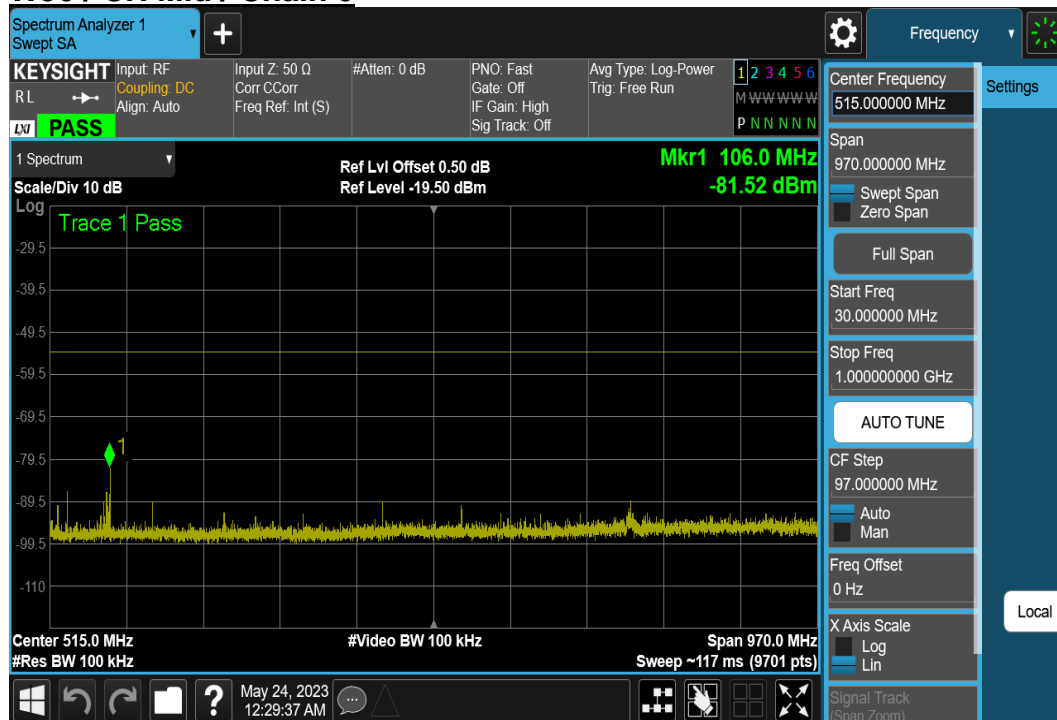 Spectrum Analyzer 1
Swept SA
Frequency
KEYSIGHT
RL
LXI PASS
Input: RF
Coupling: DC
Align: Auto
Input Z: 50 Ω
Corr CCorr
Freq Ref: Int (S)
#Atten: 0 dB
PNO: Fast
Gate: Off
IF Gain: High
Sig Track: Off
Avg Type: Log-Power
Trig: Free Run
1 2 3 4 5 6
M W W W W W
P N N N N N
1 Spectrum
Scale/Div 10 dB
Log
Ref Lvl Offset 0.50 dB
Ref Level -19.50 dBm
Mkr1 106.0 MHz
-81.52 dBm
Trace 1 Pass
-29.5
-39.5
-49.5
-59.5
-69.5
1
-79.5
-89.5
-99.5
-110
Center 515.0 MHz
#Res BW 100 kHz
#Video BW 100 kHz
Span 970.0 MHz
Sweep ~117 ms (9701 pts)
?
May 24, 2023
12:29:37 AM
Center Frequency
515.000000 MHz
Span
970.000000 MHz
Swept Span
Zero Span
Full Span
Start Freq
30.000000 MHz
Stop Freq
1.000000000 GHz
AUTO TUNE
CF Step
97.000000 MHz
Auto
Man
Freq Offset
0 Hz
X Axis Scale
Log
Lin
Signal Track
(Span Zoom)
Settings
Local